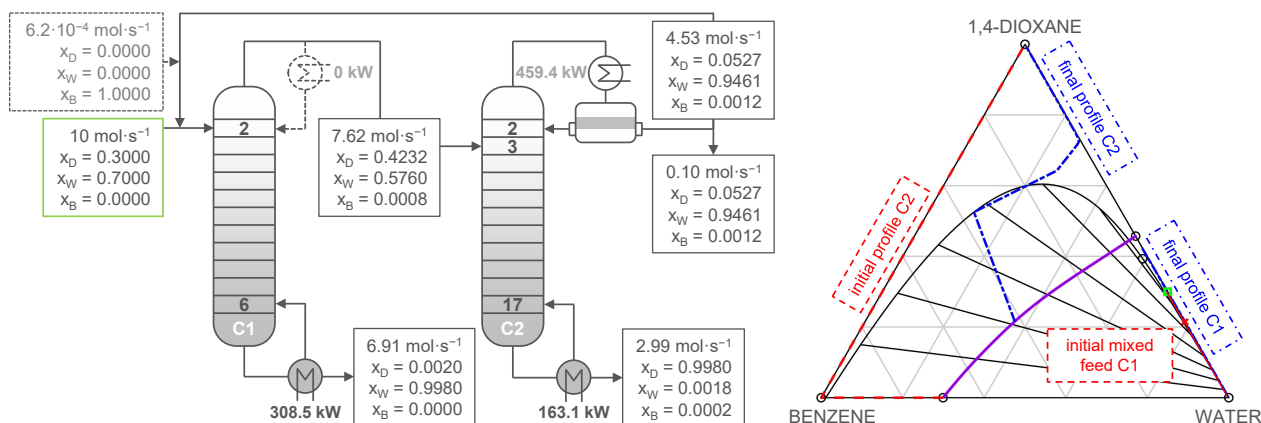 6.2·10⁻⁴ mol·s⁻¹
x_D = 0.0000
x_W = 0.0000
x_B = 1.0000
10 mol·s⁻¹
x_D = 0.3000
x_W = 0.7000
x_B = 0.0000
0 kW
2
6
C1
308.5 kW
6.91 mol·s⁻¹
x_D = 0.0020
x_W = 0.9980
x_B = 0.0000
7.62 mol·s⁻¹
x_D = 0.4232
x_W = 0.5760
x_B = 0.0008
459.4 kW
2
3
17
C2
163.1 kW
4.53 mol·s⁻¹
x_D = 0.0527
x_W = 0.9461
x_B = 0.0012
0.10 mol·s⁻¹
x_D = 0.0527
x_W = 0.9461
x_B = 0.0012
2.99 mol·s⁻¹
x_D = 0.9980
x_W = 0.0018
x_B = 0.0002
1,4-DIOXANE
final profile C2
initial profile C2
final profile C1
initial mixed
feed C1
BENZENE
WATER